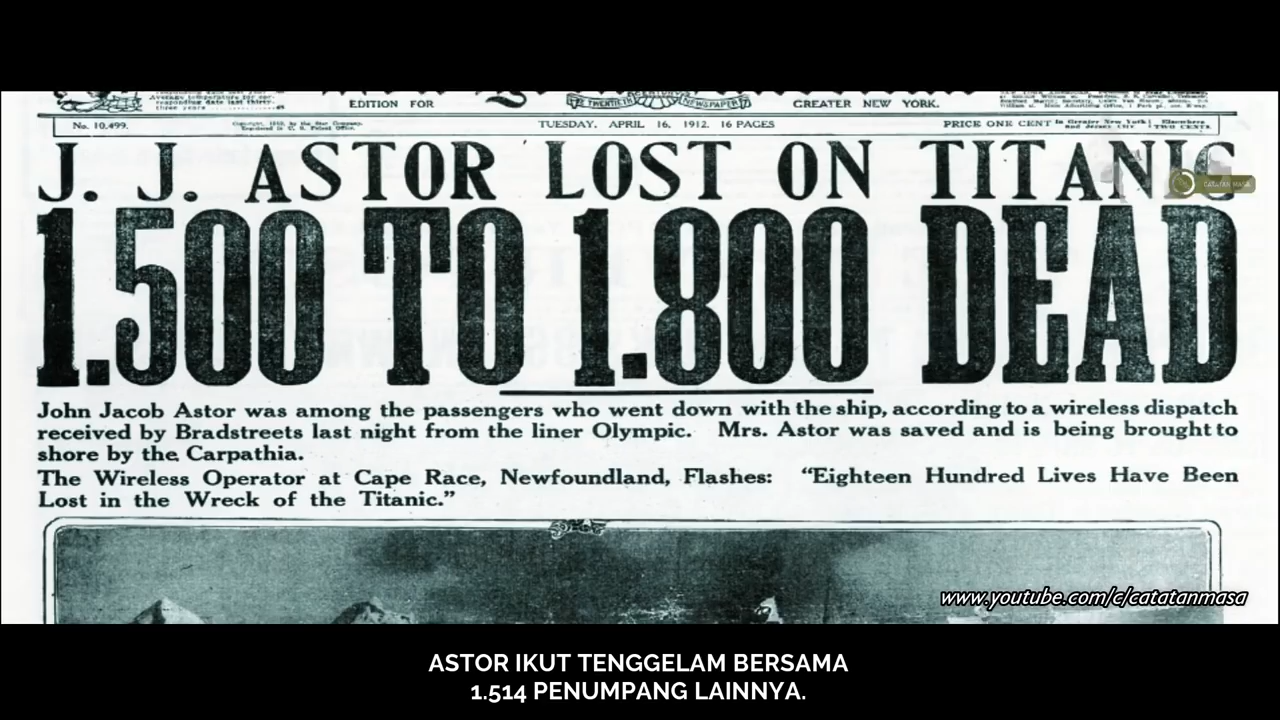 EDITION FOR
THE TWENTIETH
NEWSPAPER
GREATER NEW YORK.
No. 10,499.
TUESDAY, APRIL 16, 1912. 16 PAGES
PRICE ONE CENT
J. J. ASTOR LOST ON TITANIC
CATATAN MASA
1.500 TO 1.800 DEAD
John Jacob Astor was among the passengers who went down with the ship, according to a wireless dispatch
received by Bradstreets last night from the liner Olympic. Mrs. Astor was saved and is being brought to
shore by the Carpathia.
The Wireless Operator at Cape Race, Newfoundland, Flashes: “Eighteen Hundred Lives Have Been
Lost in the Wreck of the Titanic.”
www.youtube.com/c/catatanmasa
ASTOR IKUT TENGGELAM BERSAMA
1.514 PENUMPANG LAINNYA.